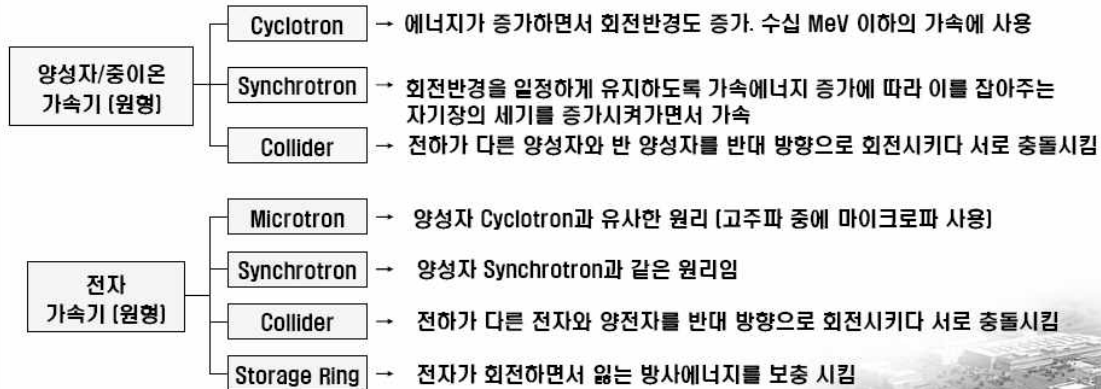 Cyclotron → 에너지가 증가하면서 회전반경도 증가. 수십 MeV 이하의 가속에 사용
양성자/중이온
가속기 (원형)
Synchrotron → 회전반경을 일정하게 유지하도록 가속에너지 증가에 따라 이를 잡아주는
자기장의 세기를 증가시켜가면서 가속
Collider → 전하가 다른 양성자와 반 양성자를 반대 방향으로 회전시키다 서로 충돌시킴
Microtron → 양성자 Cyclotron과 유사한 원리 (고주파 중에 마이크로파 사용)
전자
가속기 (원형)
Synchrotron → 양성자 Synchrotron과 같은 원리임
Collider → 전하가 다른 전자와 양전자를 반대 방향으로 회전시키다 서로 충돌시킴
Storage Ring → 전자가 회전하면서 잃는 방사에너지를 보충 시킴